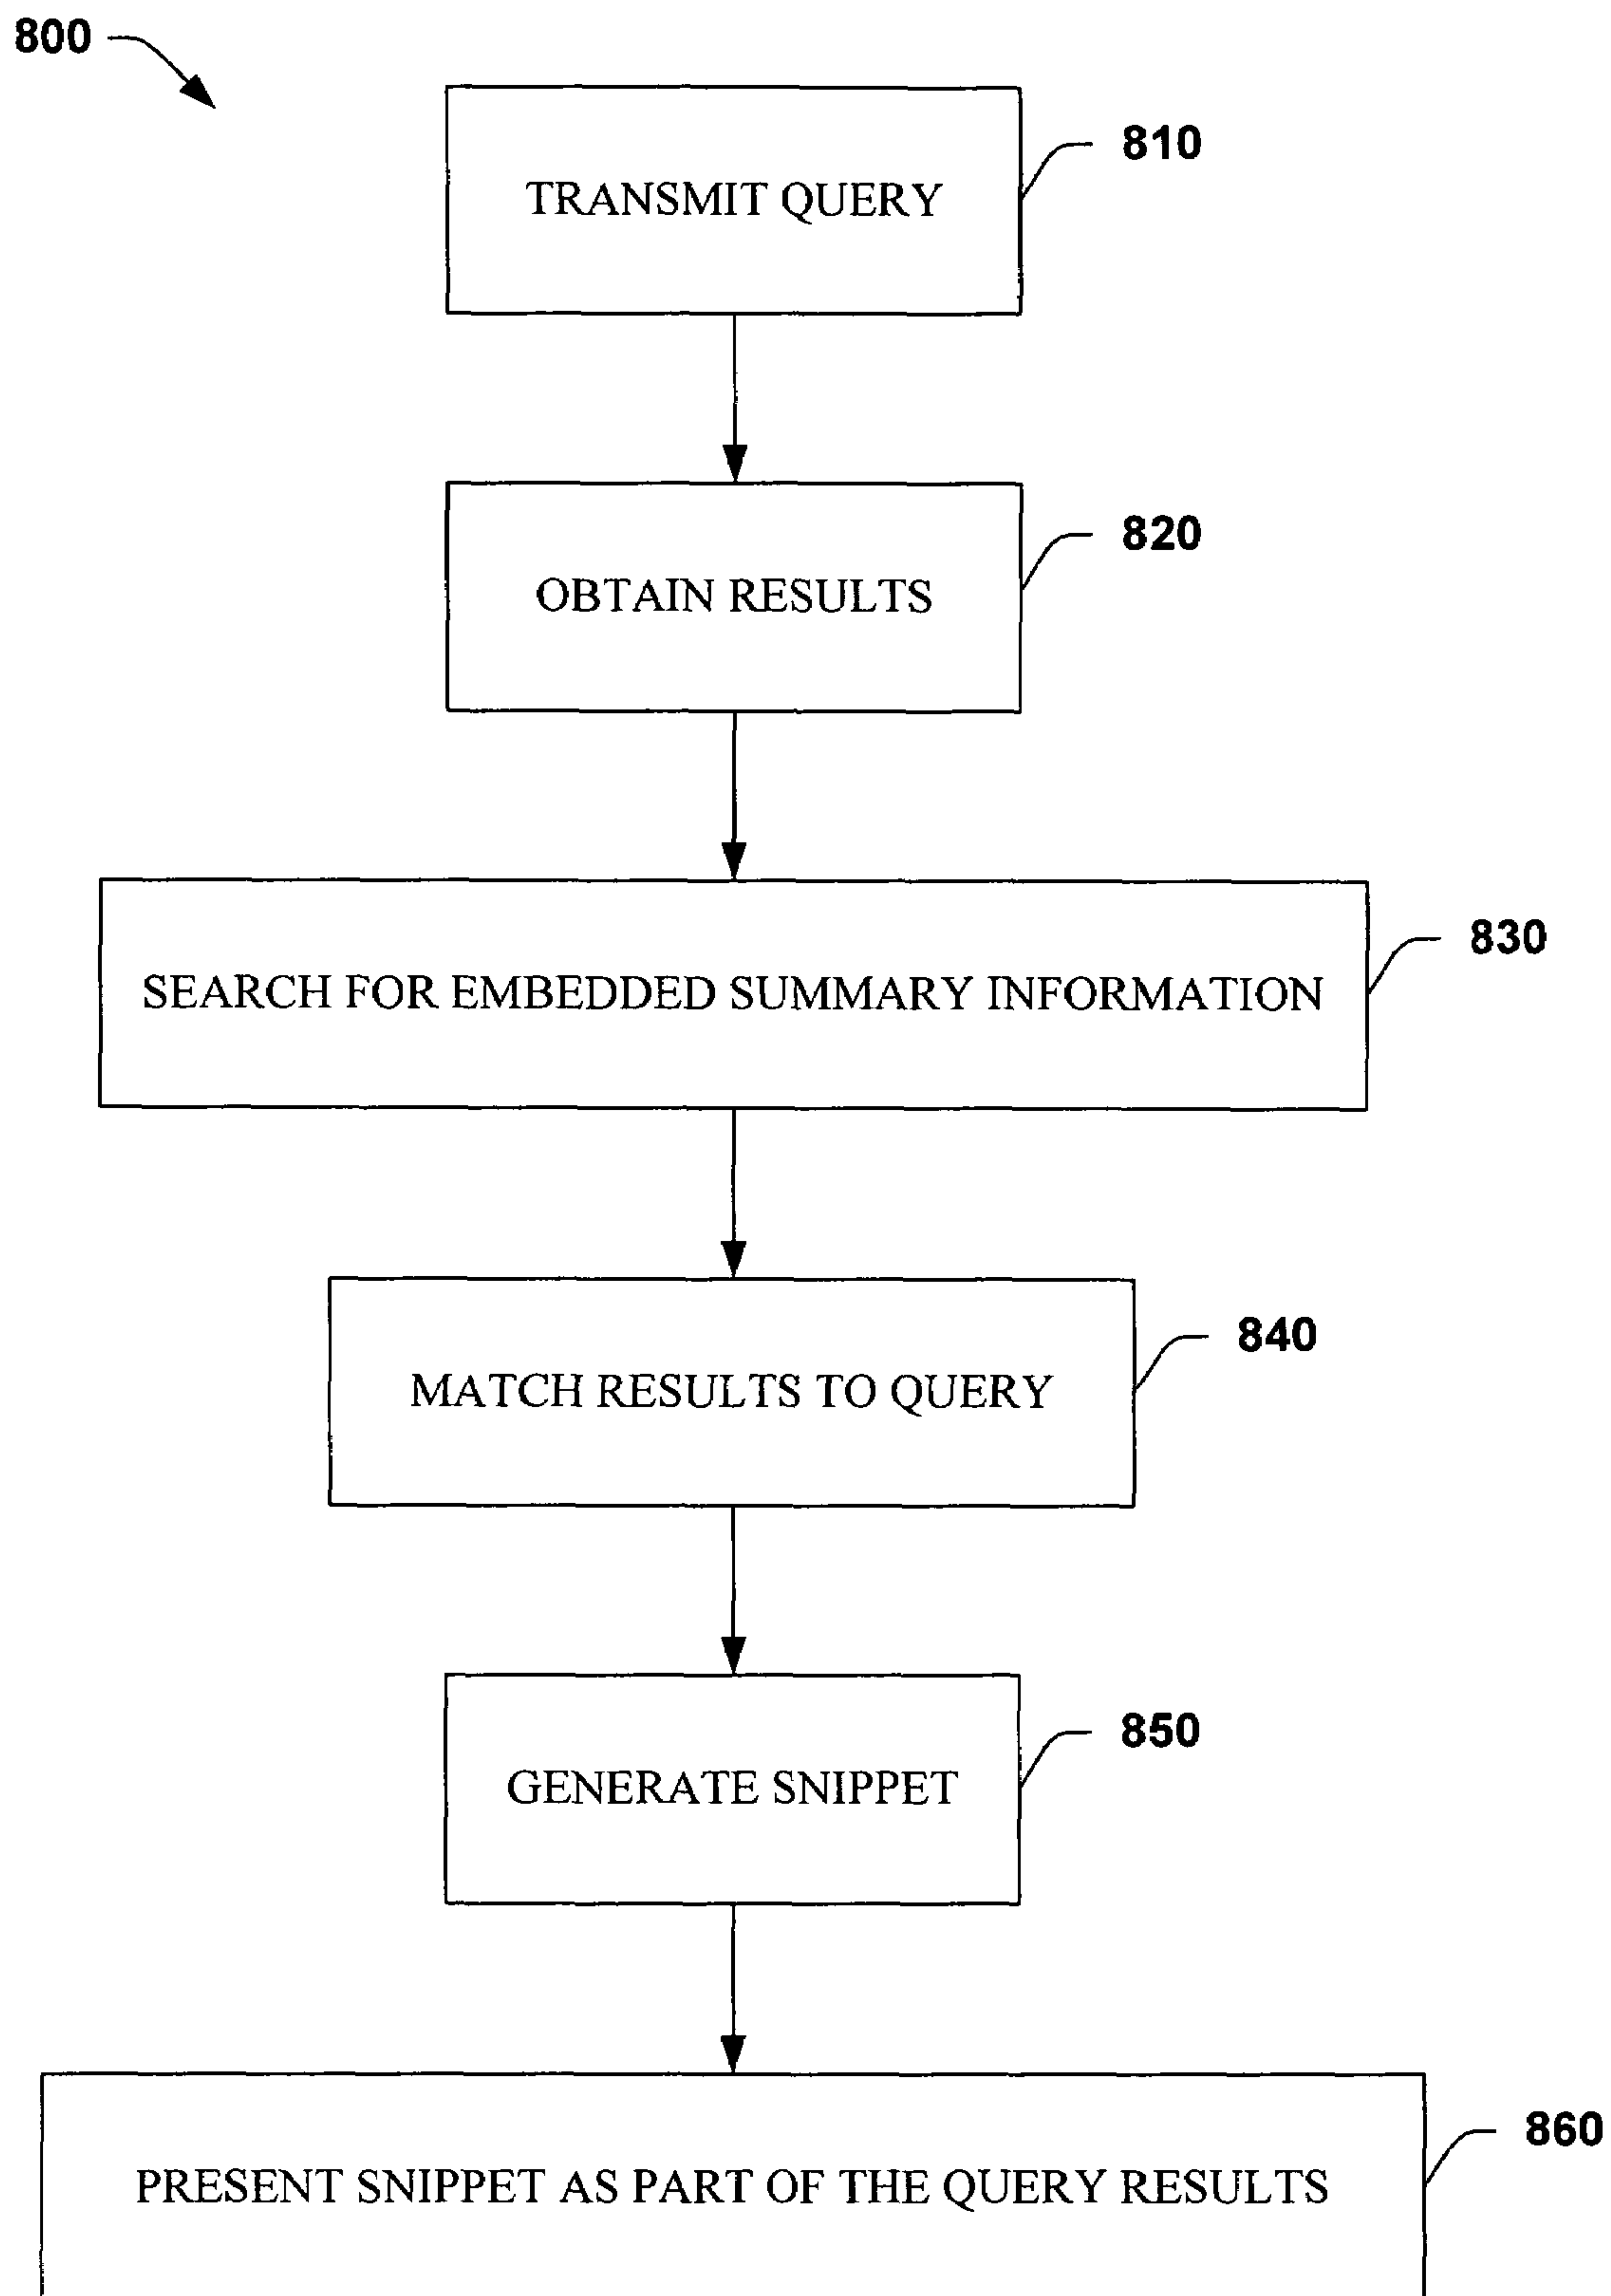 800
810
TRANSMIT QUERY
820
OBTAIN RESULTS
830
SEARCH FOR EMBEDDED SUMMARY INFORMATION
840
MATCH RESULTS TO QUERY
850
GENERATE SNIPPET
860
PRESENT SNIPPET AS PART OF THE QUERY RESULTS